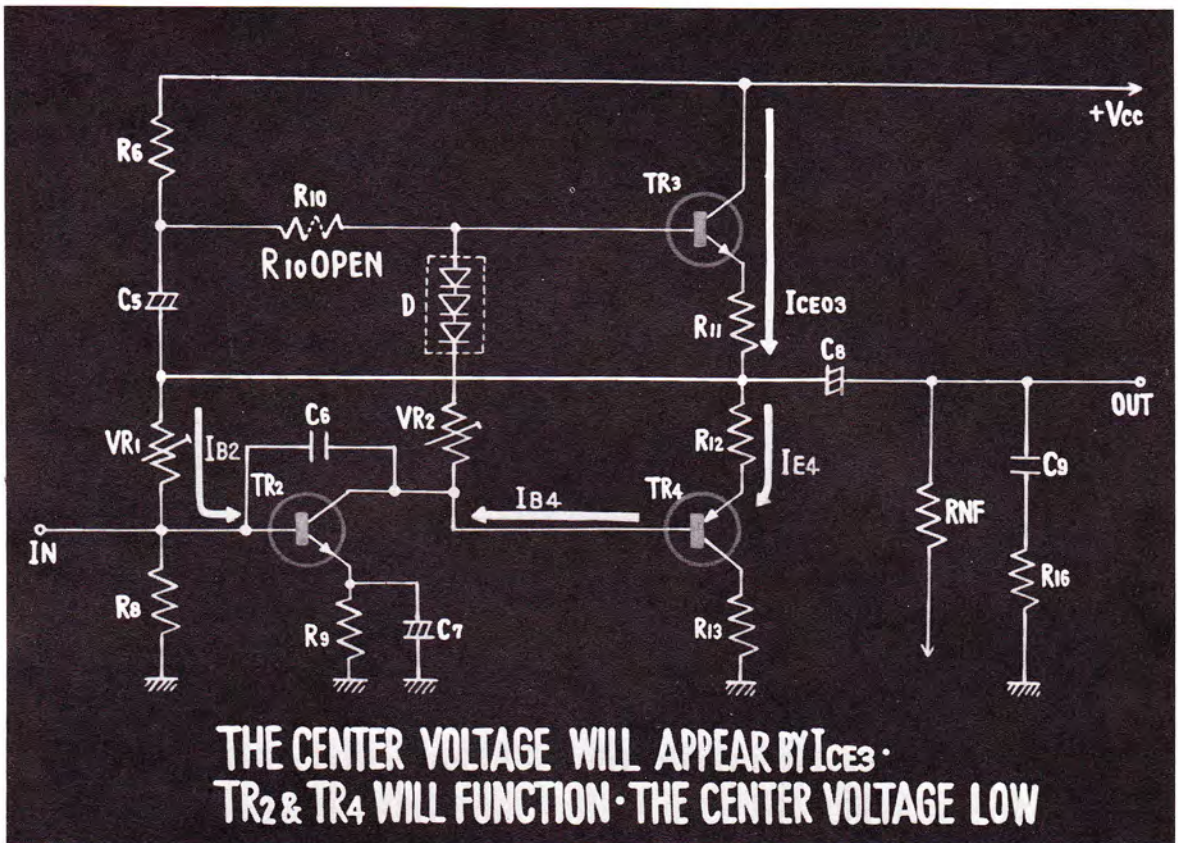 +Vcc
R6
R10
TR3
R10 OPEN
C5
D
R11
ICEO3
C8
OUT
VR1
IB2
C6
VR2
R12
IE4
C9
TR2
IB4
TR4
RNF
IN
R8
R9
C7
R13
R16
THE CENTER VOLTAGE WILL APPEAR BY ICE3·
TR2 & TR4 WILL FUNCTION·THE CENTER VOLTAGE LOW